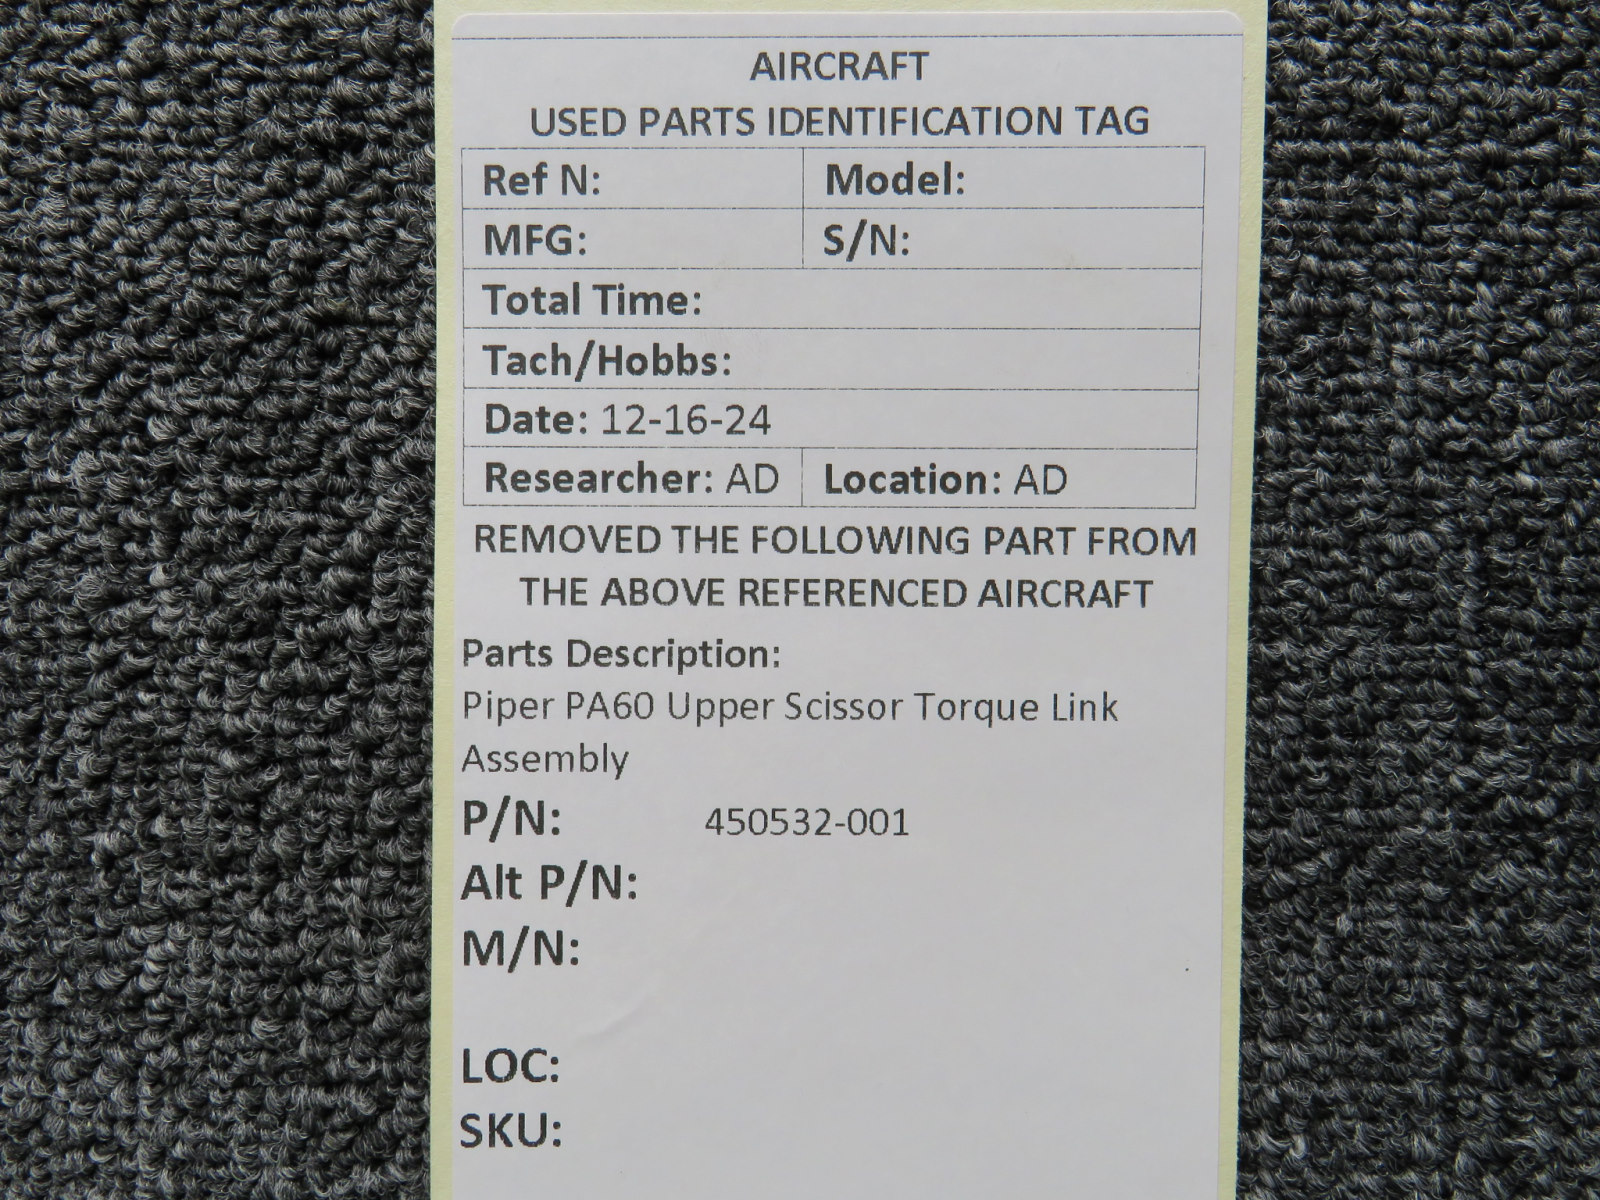 AIRCRAFT
USED PARTS IDENTIFICATION TAG
Ref N: Model:
MFG: S/N:
Total Time:
Tach/Hobbs:
Date: 12-16-24
Researcher: AD Location: AD
REMOVED THE FOLLOWING PART FROM
THE ABOVE REFERENCED AIRCRAFT
Parts Description:
Piper PA60 Upper Scissor Torque Link
Assembly
P/N: 450532-001
Alt P/N:
M/N:
LOC:
SKU: